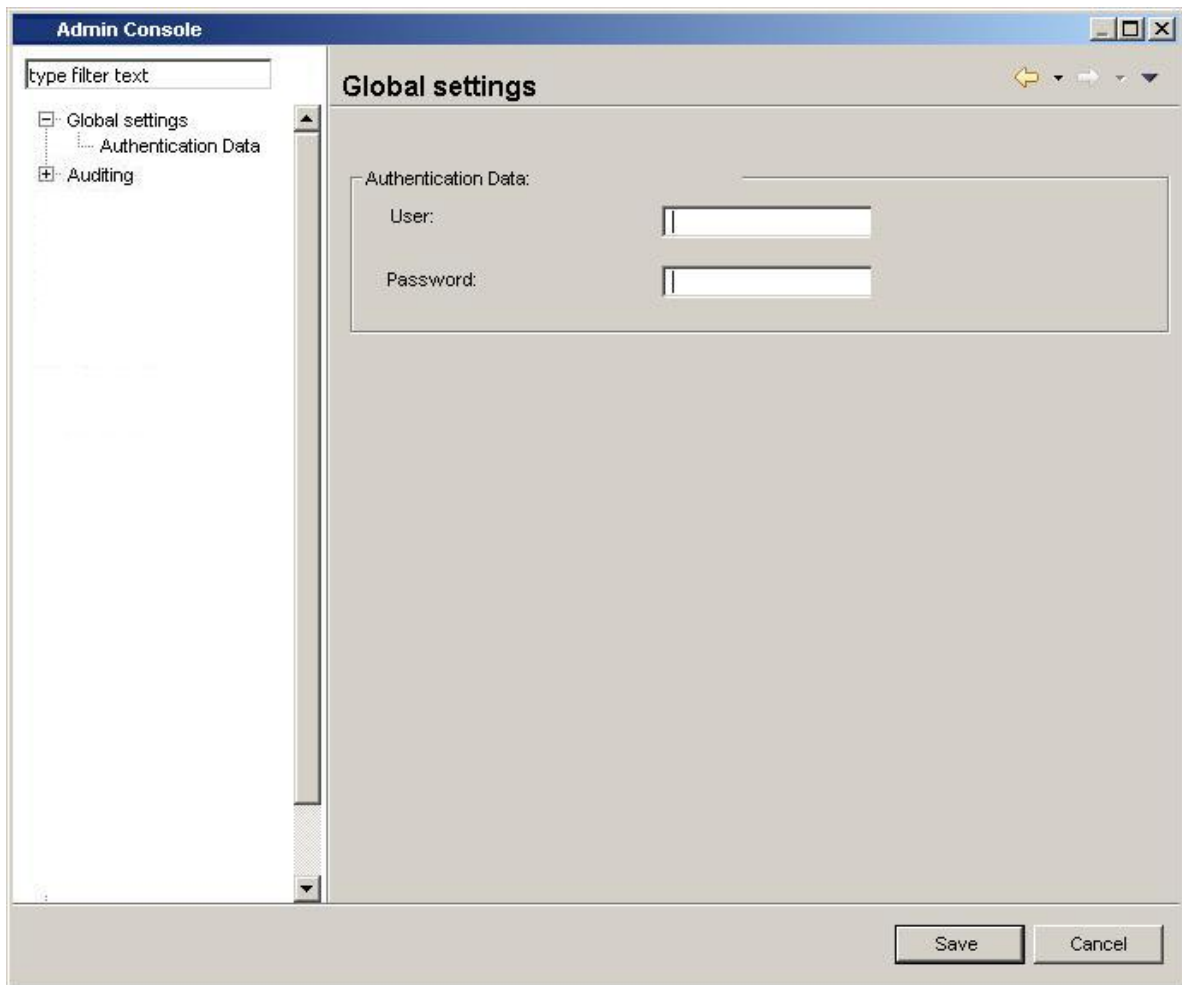 Admin Console
type filter text
Global settings
Authentication Data
Auditing
Global settings
Authentication Data:
User:
Password:
Save
Cancel